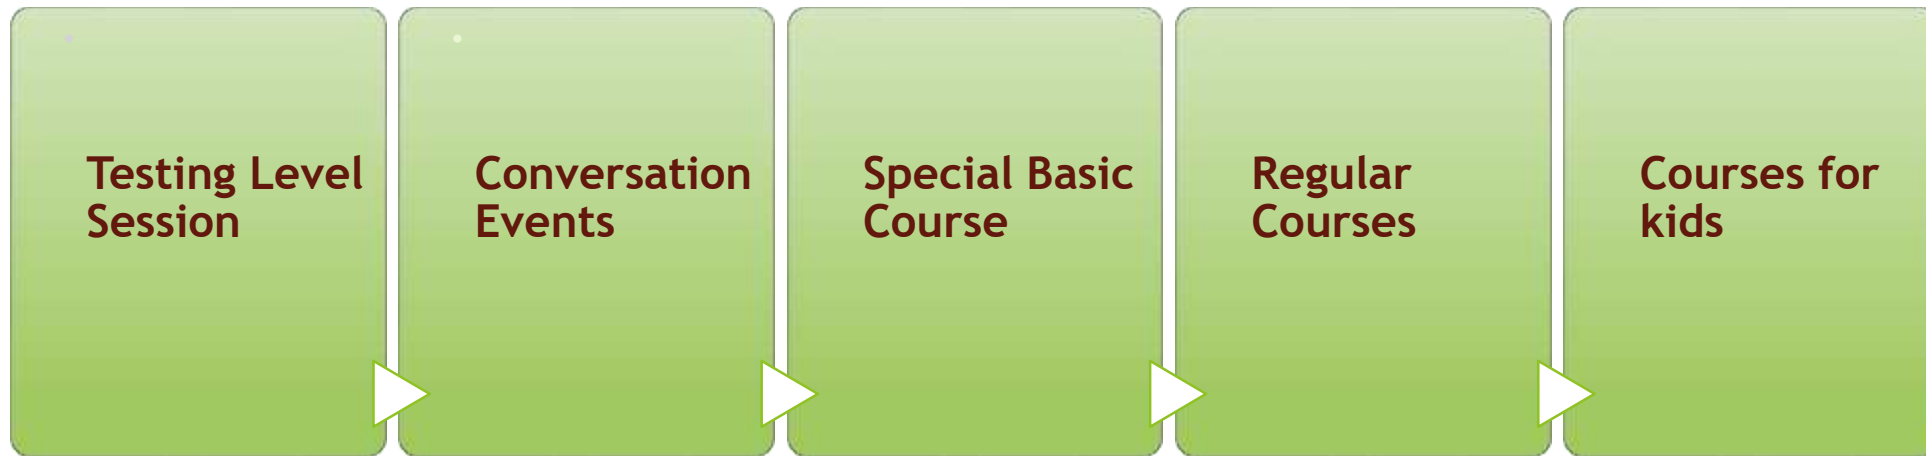 Testing Level
Session
Conversation
Events
Special Basic
Course
Regular
Courses
Courses for
kids